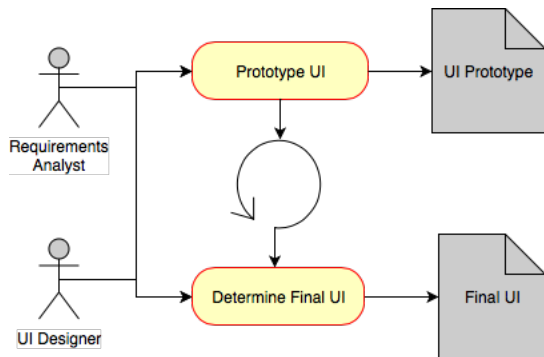 Prototype UI
UI Prototype
Requirements
Analyst
Determine Final UI
Final UI
UI Designer